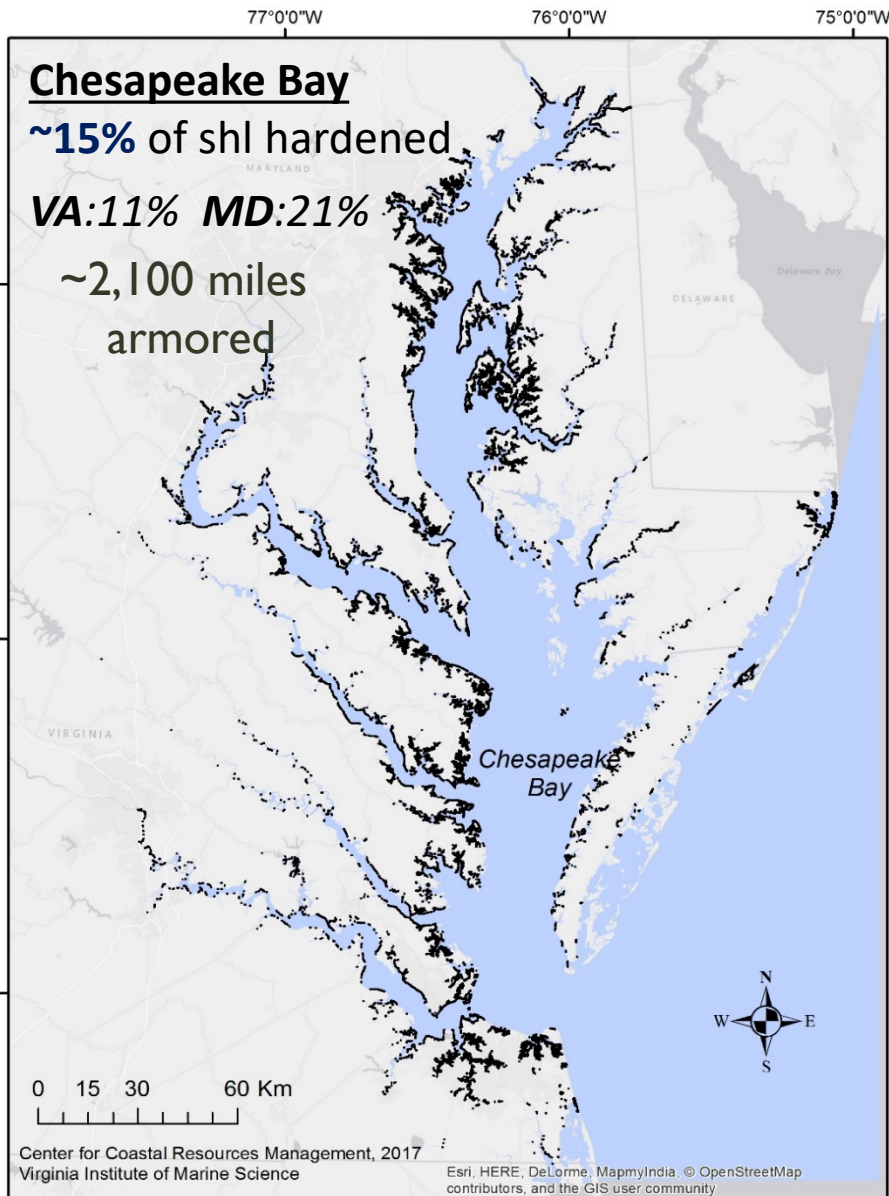 77°0'0"W 76°0'0"W 75°0'0"W
Chesapeake Bay
~15% of shl hardened
MARYLAND
VA:11% MD:21%
~2,100 miles
armored
Delaware Bay
DELAWARE
VIRGINIA
Chesapeake
Bay
N
W E
S
0 15 30 60 Km
Center for Coastal Resources Management, 2017
Virginia Institute of Marine Science
Esri, HERE, DeLorme, MapmyIndia, © OpenStreetMap
contributors, and the GIS user community